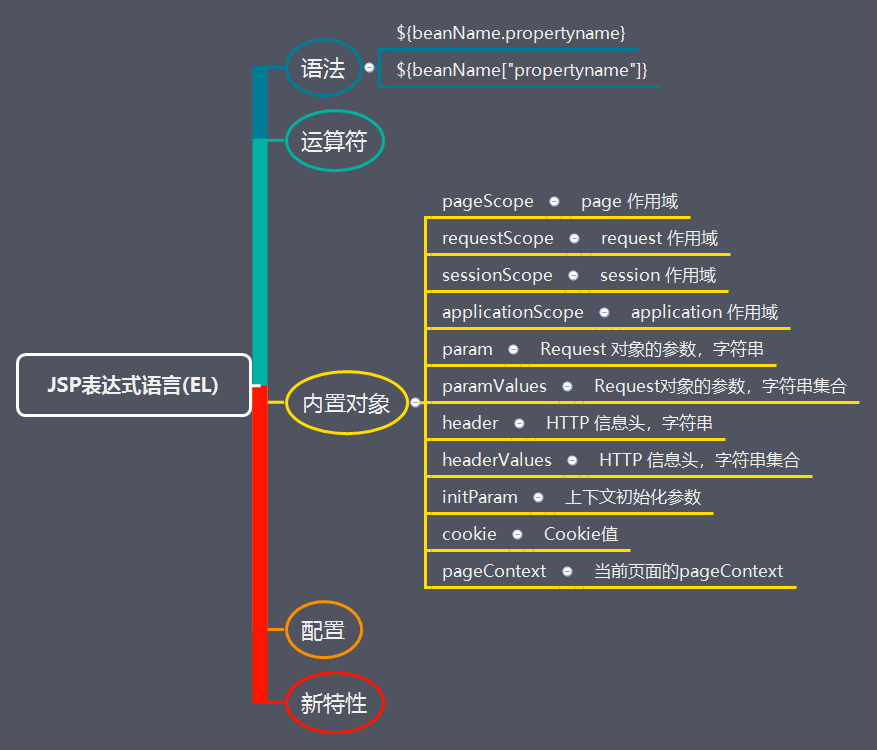 JSP表达式语言(EL)
语法
${beanName.propertyname}
${beanName["propertyname"]}
运算符
内置对象
pageScope page 作用域
requestScope request 作用域
sessionScope session 作用域
applicationScope application 作用域
param Request 对象的参数，字符串
paramValues Request对象的参数，字符串集合
header HTTP 信息头，字符串
headerValues HTTP 信息头，字符串集合
initParam 上下文初始化参数
cookie Cookie值
pageContext 当前页面的pageContext
配置
新特性